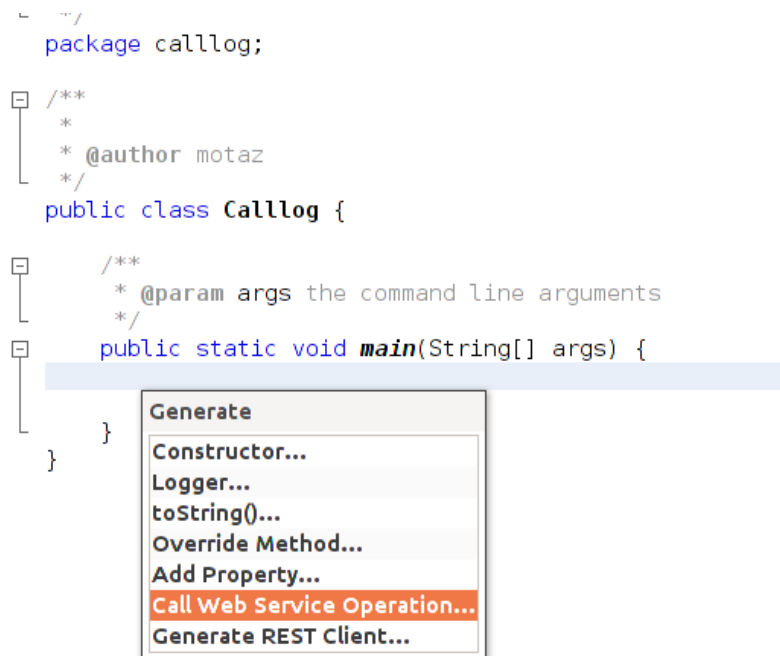 */
package calllog;
/**
*
* @author motaz
*/
public class Calllog {
/**
* @param args the command line arguments
*/
public static void main(String[] args) {
}
}
Generate
Constructor...
Logger...
toString()...
Override Method...
Add Property...
Call Web Service Operation...
Generate REST Client...